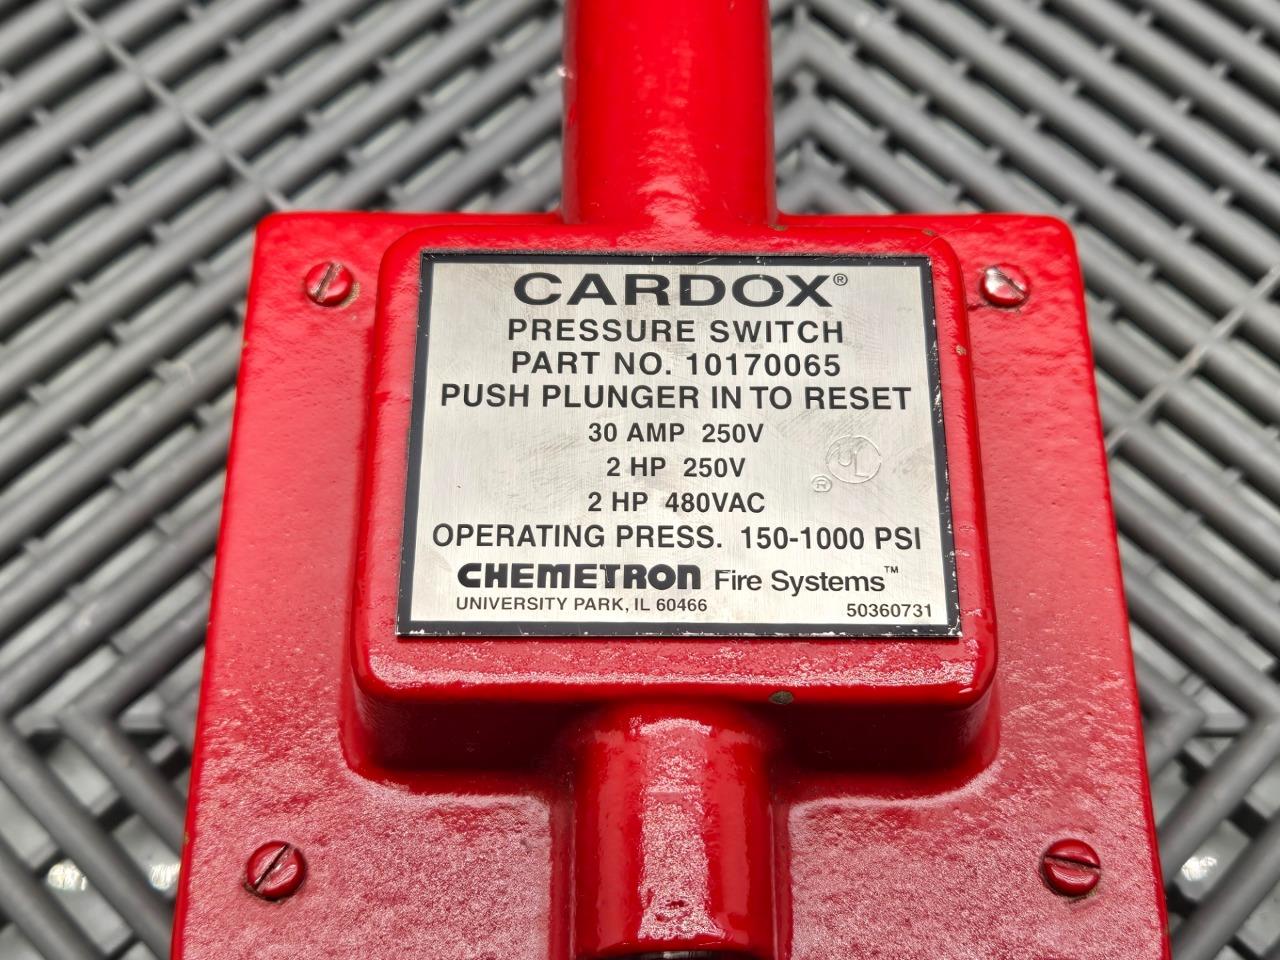 CARDOX®
PRESSURE SWITCH
PART NO. 10170065
PUSH PLUNGER IN TO RESET
30 AMP 250V
2 HP 250V
2 HP 480VAC
UL ®
OPERATING PRESS. 150-1000 PSI
CHEMETRON Fire Systems™
UNIVERSITY PARK, IL 60466 50360731